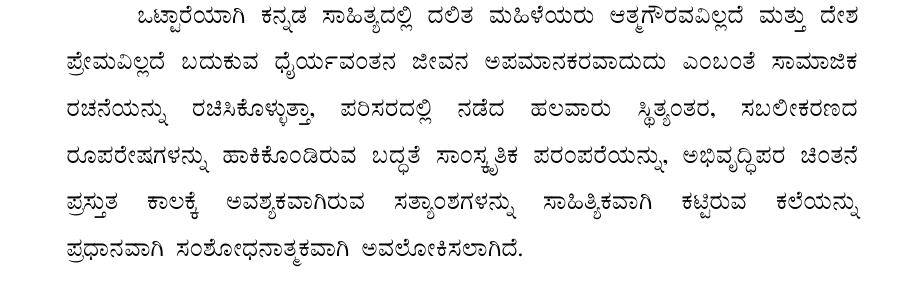 ಒಟ್ಟಾರೆಯಾಗಿ ಕನ್ನಡ ಸಾಹಿತ್ಯದಲ್ಲಿ ದಲಿತ ಮಹಿಳೆಯರು ಆತ್ಮಗೌರವವಿಲ್ಲದೆ ಮತ್ತು ದೇಶ
ಪ್ರೇಮವಿಲ್ಲದೆ ಬದುಕುವ ಧೈರ್ಯವಂತನ ಜೀವನ ಅಪಮಾನಕರವಾದುದು ಎಂಬಂತೆ ಸಾಮಾಜಿಕ
ರಚನೆಯನ್ನು ರಚಿಸಿಕೊಳ್ಳುತ್ತಾ, ಪರಿಸರದಲ್ಲಿ ನಡೆದ ಹಲವಾರು ಸ್ಥಿತ್ಯಂತರ, ಸಬಲೀಕರಣದ
ರೂಪರೇಷಗಳನ್ನು ಹಾಕಿಕೊಂಡಿರುವ ಬದ್ಧತೆ ಸಾಂಸ್ಕೃತಿಕ ಪರಂಪರೆಯನ್ನು, ಅಭಿವೃದ್ಧಿಪರ ಚಿಂತನೆ
ಪ್ರಸ್ತುತ ಕಾಲಕ್ಕೆ ಅವಶ್ಯಕವಾಗಿರುವ ಸತ್ಯಾಂಶಗಳನ್ನು ಸಾಹಿತ್ಯಿಕವಾಗಿ ಕಟ್ಟಿರುವ ಕಲೆಯನ್ನು
ಪ್ರಧಾನವಾಗಿ ಸಂಶೋಧನಾತ್ಮಕವಾಗಿ ಅವಲೋಕಿಸಲಾಗಿದೆ.